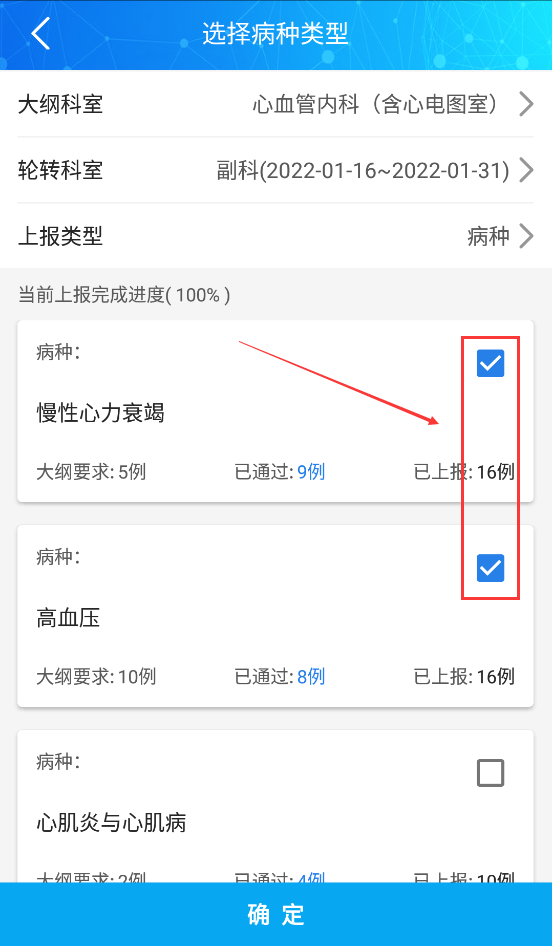 选择病种类型
大纲科室 心血管内科（含心电图室）
轮转科室 副科(2022-01-16~2022-01-31)
上报类型 病种
当前上报完成进度( 100% )
病种：
慢性心力衰竭
大纲要求: 5例 已通过: 9例 已上报: 16例
病种：
高血压
大纲要求: 10例 已通过: 8例 已上报: 16例
病种：
心肌炎与心肌病
大纲要求: 2例 已通过: 4例 已上报: 10例
确 定